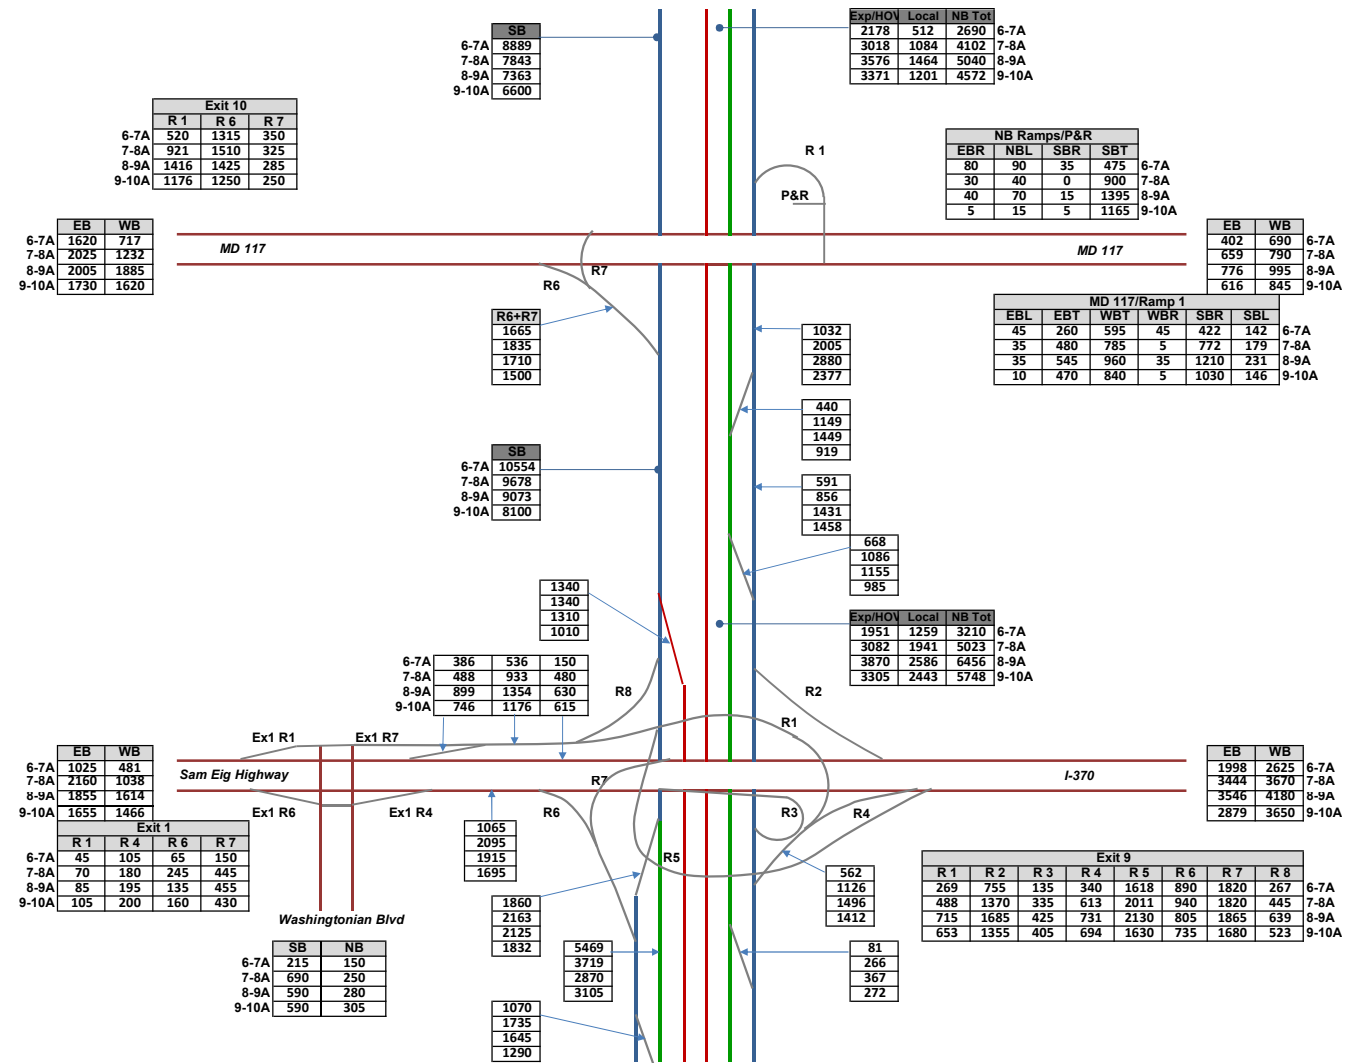 SB
6-7A 8889
7-8A 7843
8-9A 7363
9-10A 6600
Exp/HOV Local NB Tot
2178 512 2690 6-7A
3018 1084 4102 7-8A
3576 1464 5040 8-9A
3371 1201 4572 9-10A
Exit 10
R 1 R 6 R 7
6-7A 520 1315 350
7-8A 921 1510 325
8-9A 1416 1425 285
9-10A 1176 1250 250
R 1
P&R
NB Ramps/P&R
EBR NBL SBR SBT
80 90 35 475 6-7A
30 40 0 900 7-8A
40 70 15 1395 8-9A
5 15 5 1165 9-10A
EB WB
6-7A 1620 717
7-8A 2025 1232
8-9A 2005 1885
9-10A 1730 1620
MD 117
MD 117
EB WB
402 690 6-7A
659 790 7-8A
776 995 8-9A
616 845 9-10A
R7
R6
R6+R7
1665
1835
1710
1500
1032
2005
2880
2377
MD 117/Ramp 1
EBL EBT WBT WBR SBR SBL
45 260 595 45 422 142 6-7A
35 480 785 5 772 179 7-8A
35 545 960 35 1210 231 8-9A
10 470 840 5 1030 146 9-10A
440
1149
1449
919
SB
6-7A 10554
7-8A 9678
8-9A 9073
9-10A 8100
591
856
1431
1458
668
1086
1155
985
1340
1340
1310
1010
Exp/HOV Local NB Tot
1951 1259 3210 6-7A
3082 1941 5023 7-8A
3870 2586 6456 8-9A
3305 2443 5748 9-10A
6-7A 386 536 150
7-8A 488 933 480
8-9A 899 1354 630
9-10A 746 1176 615
R8
R2
R1
Ex1 R1
Ex1 R7
EB WB
6-7A 1025 481
7-8A 2160 1038
8-9A 1855 1614
9-10A 1655 1466
Sam Eig Highway
R7
I-370
EB WB
1998 2625 6-7A
3444 3670 7-8A
3546 4180 8-9A
2879 3650 9-10A
Ex1 R6
Ex1 R4
R6
R3
R4
Exit 1
R 1 R 4 R 6 R 7
6-7A 45 105 65 150
7-8A 70 180 245 445
8-9A 85 195 135 455
9-10A 105 200 160 430
1065
2095
1915
1695
R5
562
1126
1496
1412
Exit 9
R 1 R 2 R 3 R 4 R 5 R 6 R 7 R 8
269 755 135 340 1618 890 1820 267 6-7A
488 1370 335 613 2011 940 1820 445 7-8A
715 1685 425 731 2130 805 1865 639 8-9A
653 1355 405 694 1630 735 1680 523 9-10A
Washingtonian Blvd
1860
2163
2125
1832
SB NB
6-7A 215 150
7-8A 690 250
8-9A 590 280
9-10A 590 305
5469
3719
2870
3105
81
266
367
272
1070
1735
1645
1290